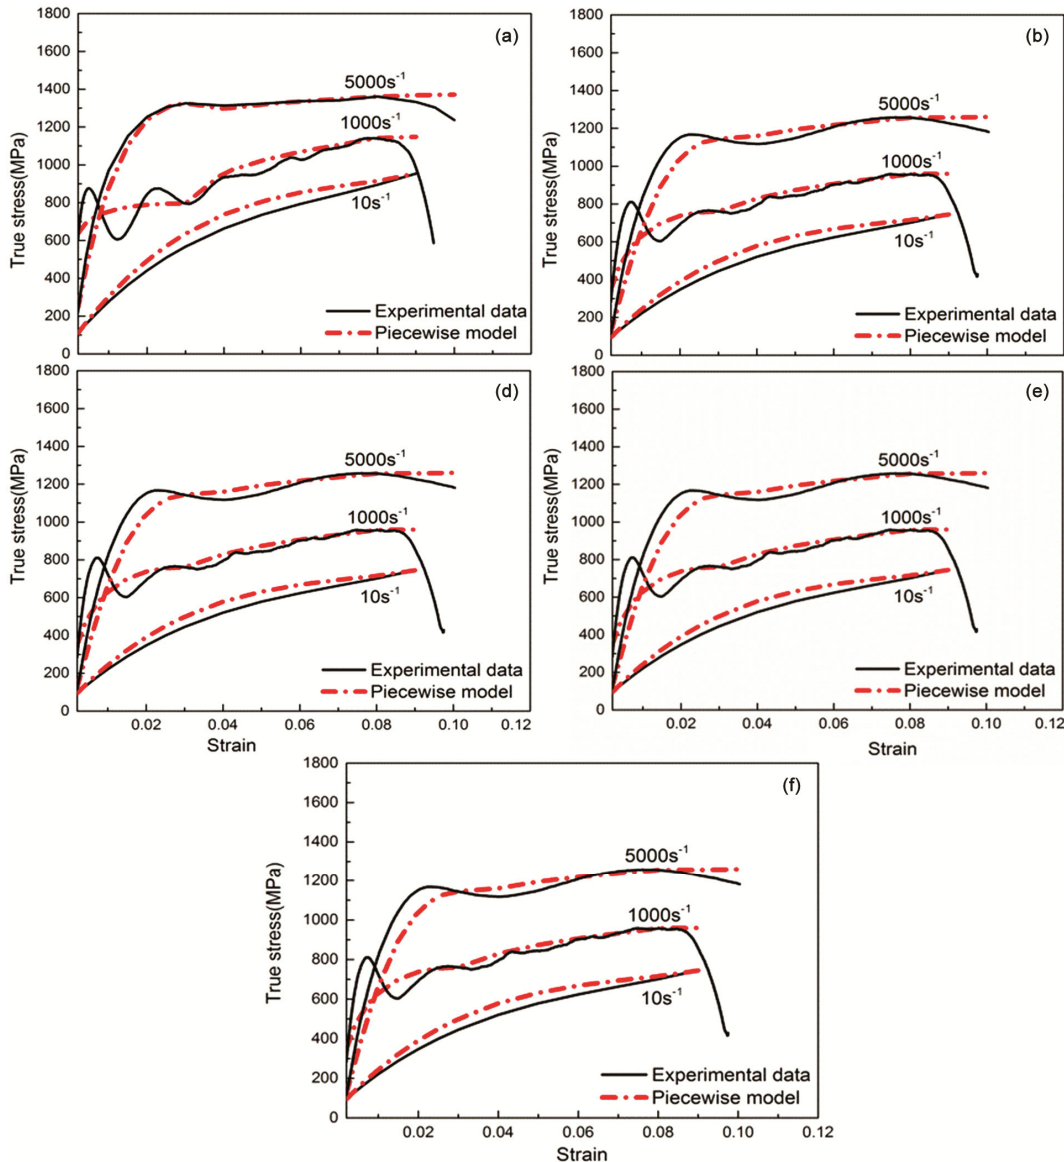 1800
1600
1400
1200
1000
800
600
400
200
0
True stress(MPa)
(a)
5000s⁻¹
1000s⁻¹
10s⁻¹
Experimental data
Piecewise model
1800
1600
1400
1200
1000
800
600
400
200
0
True stress(MPa)
(b)
5000s⁻¹
1000s⁻¹
10s⁻¹
Experimental data
Piecewise model
1800
1600
1400
1200
1000
800
600
400
200
0
True stress(MPa)
(d)
5000s⁻¹
1000s⁻¹
10s⁻¹
Experimental data
Piecewise model
0.02 0.04 0.06 0.08 0.10 0.12
Strain
1800
1600
1400
1200
1000
800
600
400
200
0
True stress(MPa)
(e)
5000s⁻¹
1000s⁻¹
10s⁻¹
Experimental data
Piecewise model
0.02 0.04 0.06 0.08 0.10 0.12
Strain
1800
1600
1400
1200
1000
800
600
400
200
0
True stress(MPa)
(f)
5000s⁻¹
1000s⁻¹
10s⁻¹
Experimental data
Piecewise model
0.02 0.04 0.06 0.08 0.10 0.12
Strain